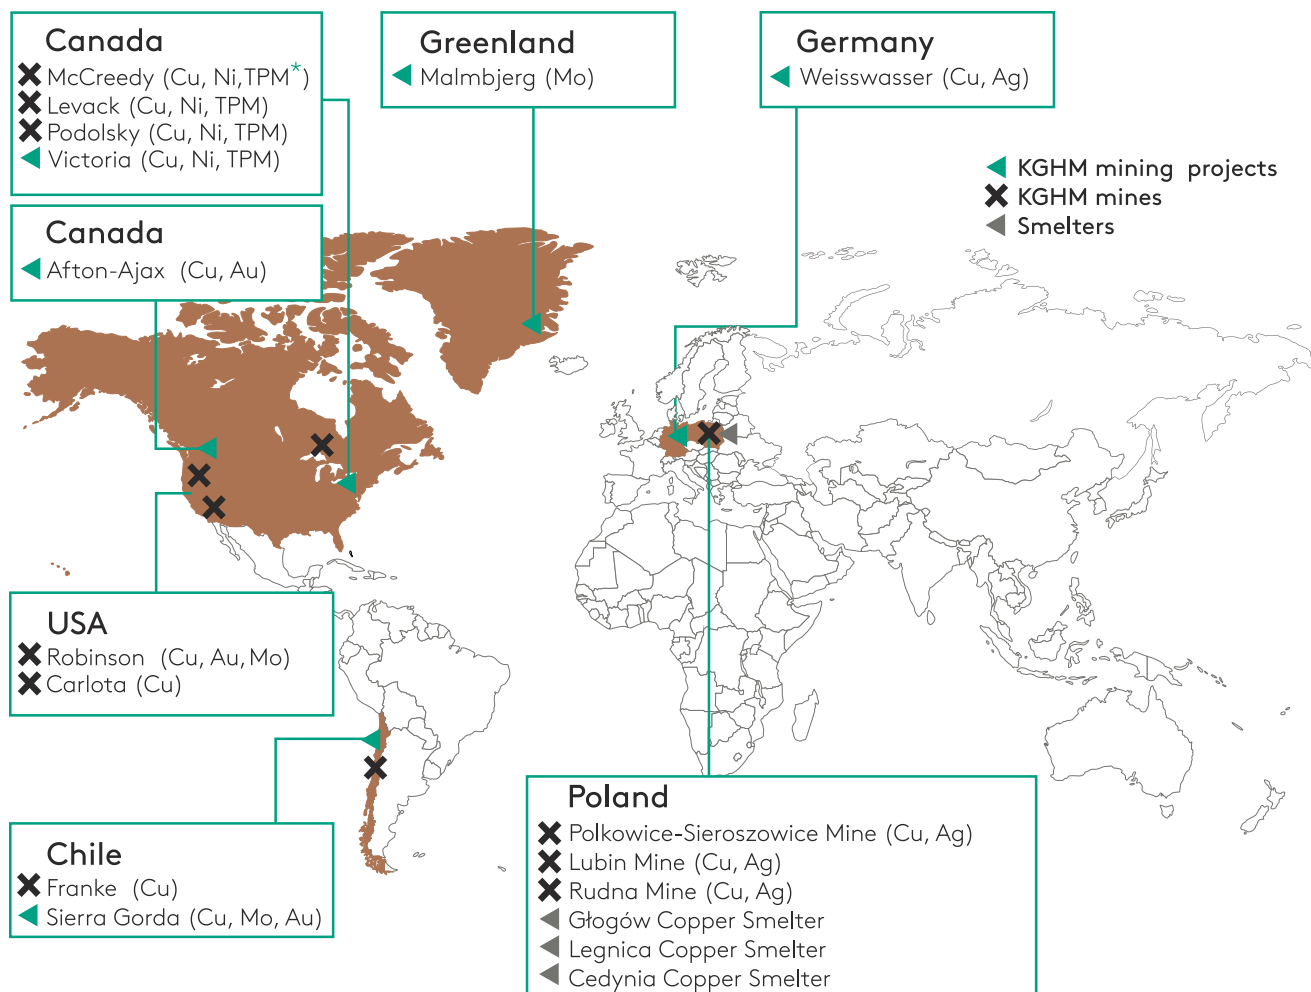 Canada
McCreedy (Cu, Ni,TPM*)
Levack (Cu, Ni, TPM)
Podolsky (Cu, Ni, TPM)
Victoria (Cu, Ni, TPM)
Greenland
Malmbjerg (Mo)
Germany
Weisswasser (Cu, Ag)
KGHM mining projects
KGHM mines
Smelters
Canada
Afton-Ajax (Cu, Au)
USA
Robinson (Cu, Au, Mo)
Carlota (Cu)
Chile
Franke (Cu)
Sierra Gorda (Cu, Mo, Au)
Poland
Polkowice-Sieroszowice Mine (Cu, Ag)
Lubin Mine (Cu, Ag)
Rudna Mine (Cu, Ag)
Głogów Copper Smelter
Legnica Copper Smelter
Cedynia Copper Smelter